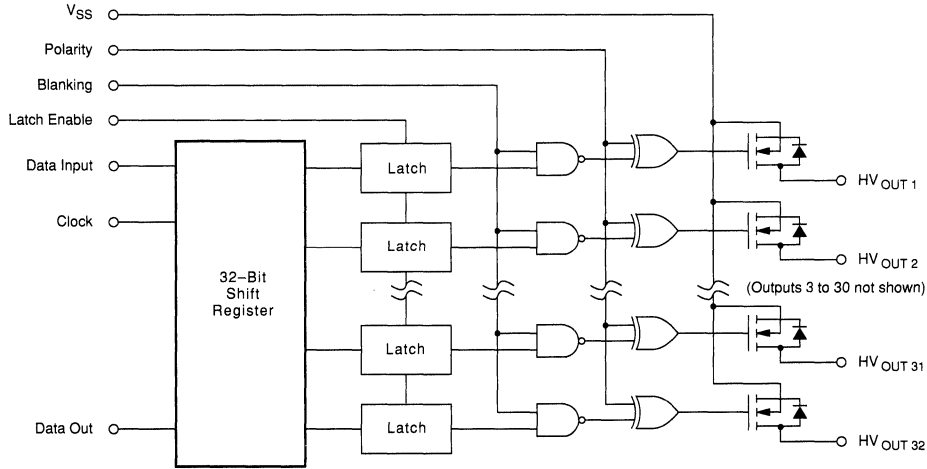 VSS
Polarity
Blanking
Latch Enable
Data Input
Clock
Data Out
32–Bit
Shift
Register
Latch
Latch
Latch
Latch
HV OUT 1
HV OUT 2
(Outputs 3 to 30 not shown)
HV OUT 31
HV OUT 32